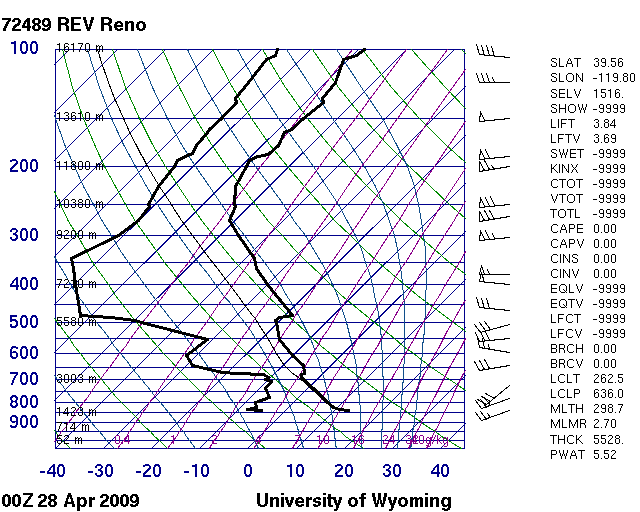 72489 REV Reno
100 16170 m
13610 m
200 11800 m
10380 m
300 9200 m
400
500 5580 m
600
700
800
1423 m
900 714 m
52 m 0.4 1 2 4 7 10 16 24 32 40g/kg
-40 -30 -20 -10 0 10 20 30 40
00Z 28 Apr 2009 University of Wyoming
SLAT 39.56
SLON -119.80
SELV 1516.
SHOW -9999
LIFT 3.84
LFTV 3.69
SWET -9999
KINX -9999
CTOT -9999
VTOT -9999
TOTL -9999
CAPE 0.00
CAPV 0.00
CINS 0.00
CINV 0.00
EQLV -9999
EQTV -9999
LFCT -9999
LFCV -9999
BRCH 0.00
BRCV 0.00
LCLT 262.5
LCLP 636.0
MLTH 298.7
MLMR 2.70
THCK 5528.
PWAT 5.52